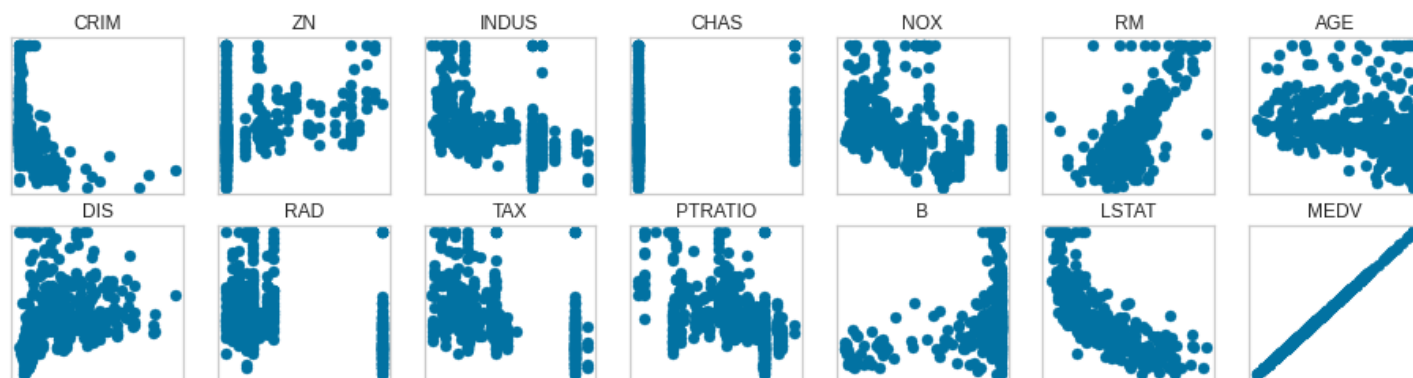 CRIM ZN INDUS CHAS NOX RM AGE
DIS RAD TAX PTRATIO B LSTAT MEDV